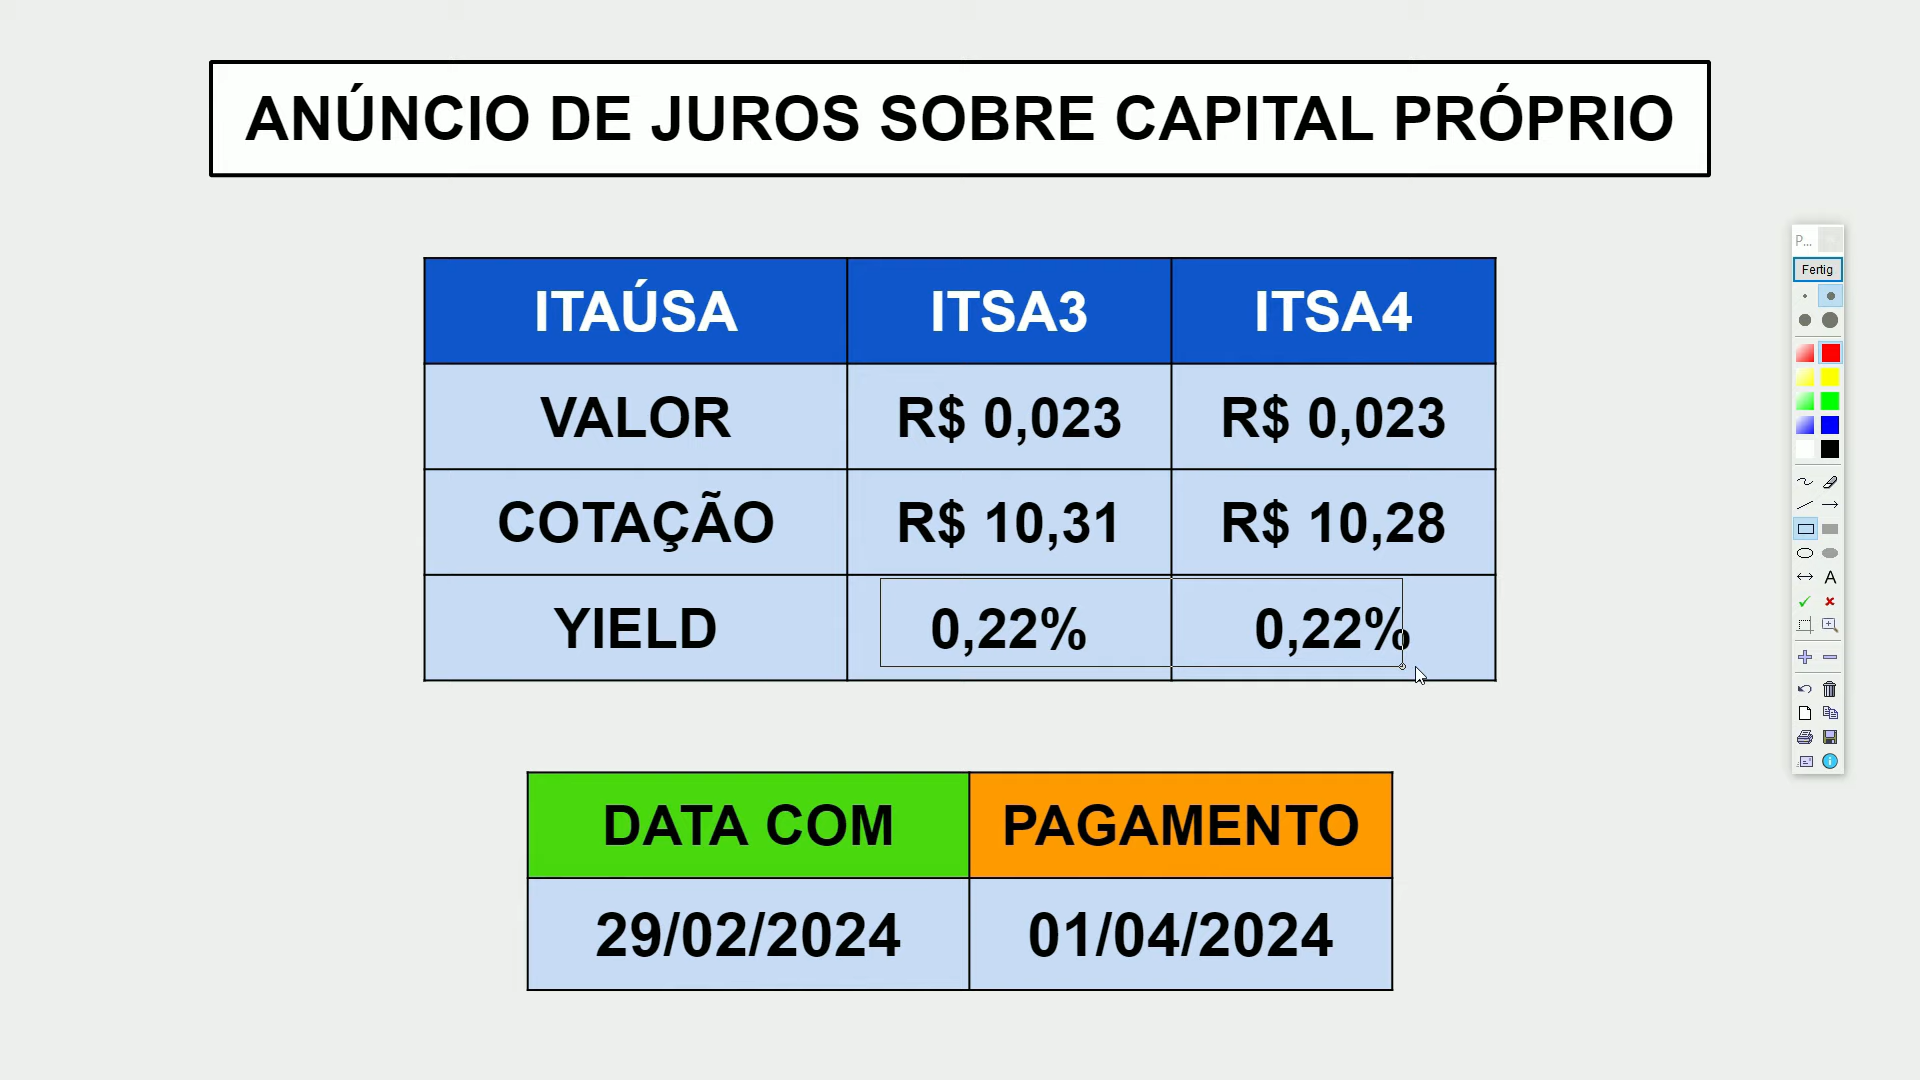 ANÚNCIO DE JUROS SOBRE CAPITAL PRÓPRIO
ITAÚSA ITSA3 ITSA4
VALOR R$ 0,023 R$ 0,023
COTAÇÃO R$ 10,31 R$ 10,28
YIELD 0,22% 0,22%
DATA COM PAGAMENTO
29/02/2024 01/04/2024
P...
Fertig
A